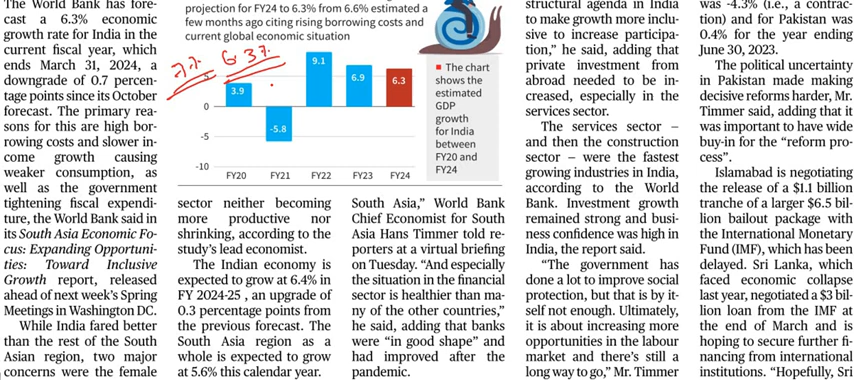 The World Bank has fore-
cast a 6.3% economic
growth rate for India in the
current fiscal year, which
ends March 31, 2024, a
downgrade of 0.7 percen-
tage points since its October
forecast. The primary rea-
sons for this are high bor-
rowing costs and slower in-
come growth causing
weaker consumption, as
well as the government
tightening fiscal expendi-
ture, the World Bank said in
its South Asia Economic Fo-
cus: Expanding Opportuni-
ties: Toward Inclusive
Growth report, released
ahead of next week's Spring
Meetings in Washington DC.
While India fared better
than the rest of the South
Asian region, two major
concerns were the female
projection for FY24 to 6.3% from 6.6% estimated a
few months ago citing rising borrowing costs and
current global economic situation
7% 6.3%
5
0
-5
-10
3.9
-5.8
9.1
6.9
6.3
FY20 FY21 FY22 FY23 FY24
■ The chart
shows the
estimated
GDP
growth
for India
between
FY20 and
FY24
sector neither becoming
more productive nor
shrinking, according to the
study's lead economist.
The Indian economy is
expected to grow at 6.4% in
FY 2024-25 , an upgrade of
0.3 percentage points from
the previous forecast. The
South Asia region as a
whole is expected to grow
at 5.6% this calendar year.
South Asia," World Bank
Chief Economist for South
Asia Hans Timmer told re-
porters at a virtual briefing
on Tuesday. "And especially
the situation in the financial
sector is healthier than ma-
ny of the other countries,"
he said, adding that banks
were "in good shape" and
had improved after the
pandemic.
structural agenda in India
to make growth more inclu-
sive to increase participa-
tion," he said, adding that
private investment from
abroad needed to be in-
creased, especially in the
services sector.
The services sector –
and then the construction
sector – were the fastest
growing industries in India,
according to the World
Bank. Investment growth
remained strong and busi-
ness confidence was high in
India, the report said.
"The government has
done a lot to improve social
protection, but that is by it-
self not enough. Ultimately,
it is about increasing more
opportunities in the labour
market and there's still a
long way to go," Mr. Timmer
was -4.3% (i.e., a contrac-
tion) and for Pakistan was
0.4% for the year ending
June 30, 2023.
The political uncertainty
in Pakistan made making
decisive reforms harder, Mr.
Timmer said, adding that it
was important to have wide
buy-in for the "reform pro-
cess".
Islamabad is negotiating
the release of a $1.1 billion
tranche of a larger $6.5 bil-
lion bailout package with
the International Monetary
Fund (IMF), which has been
delayed. Sri Lanka, which
faced economic collapse
last year, negotiated a $3 bil-
lion loan from the IMF at
the end of March and is
hoping to secure further fi-
nancing from international
institutions. "Hopefully, Sri